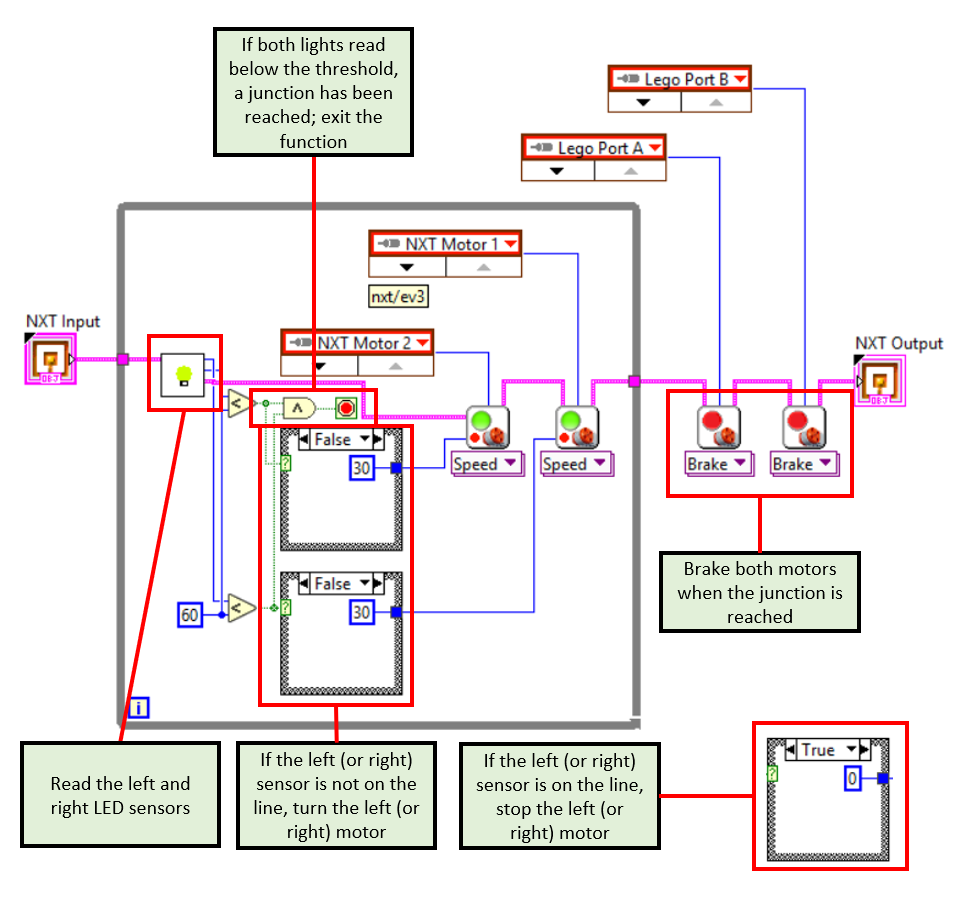 If both lights read
below the threshold,
a junction has been
reached; exit the
function
Lego Port B
Lego Port A
NXT Motor 1
nxt/ev3
NXT Input
NXT Motor 2
NXT Output
OBJ
OBJ
<
∧
False
30
Speed
Speed
Brake
Brake
?
False
30
60
<
?
i
Brake both motors
when the junction is
reached
Read the left and
right LED sensors
If the left (or right)
sensor is not on the
line, turn the left (or
right) motor
If the left (or right)
sensor is on the line,
stop the left (or
right) motor
True
?
0